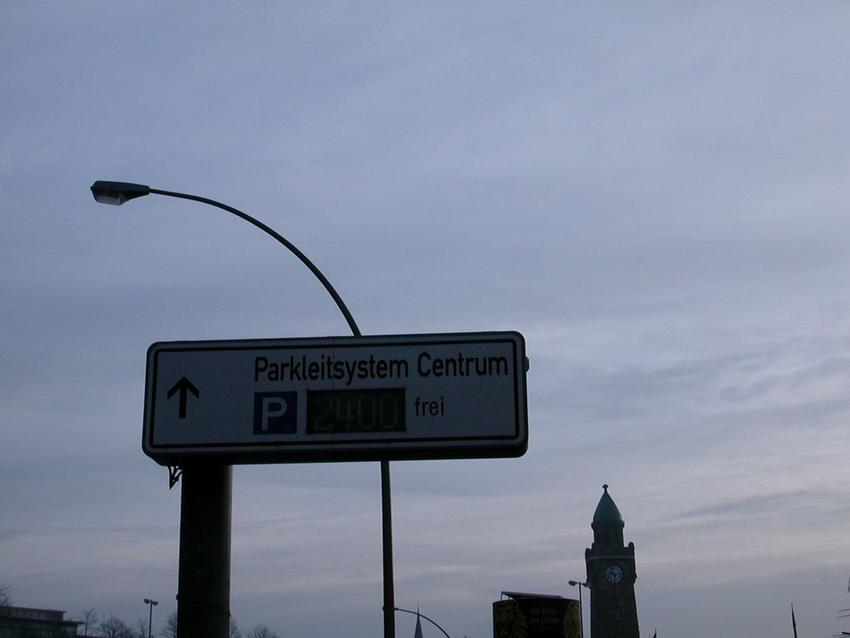 Parkleitsystem Centrum
P 2400 frei